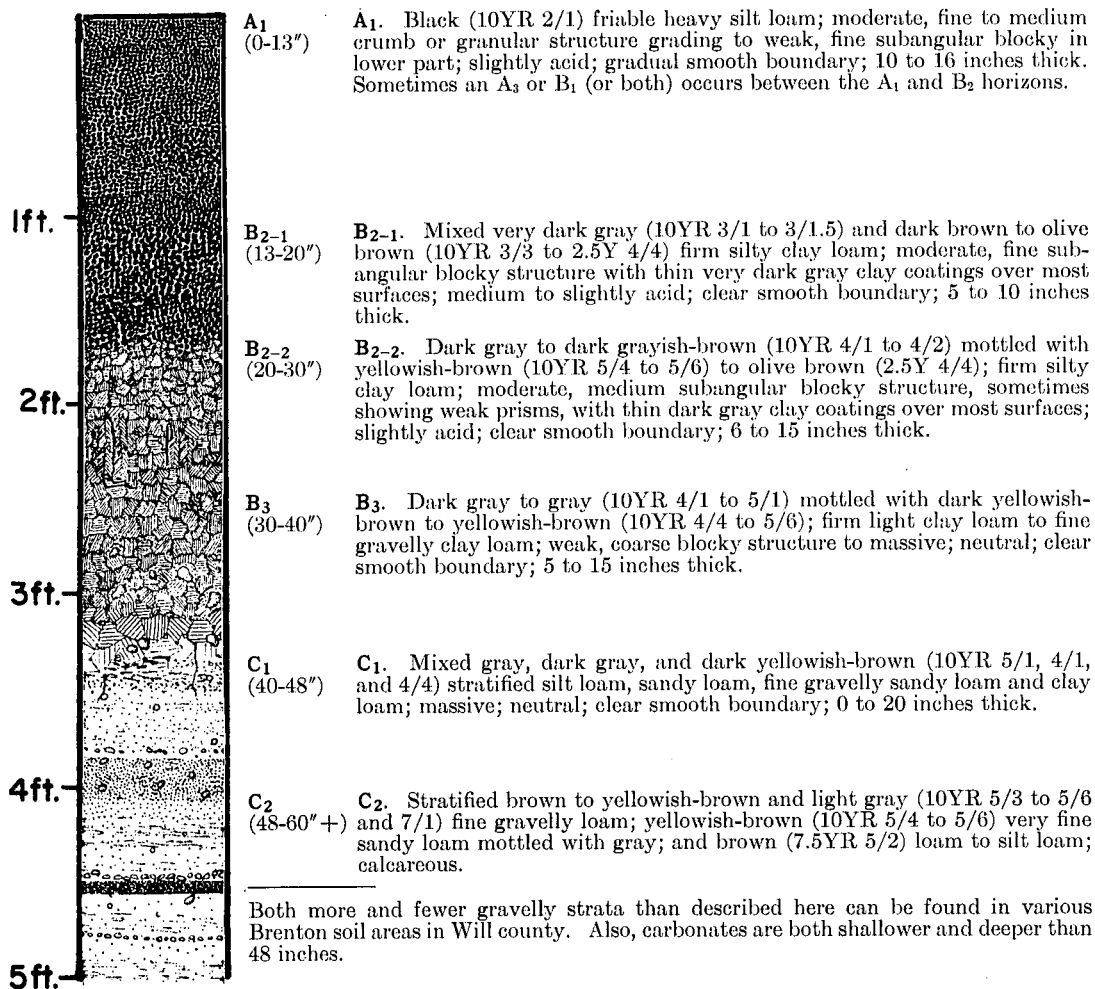 A1
(0-13″)
A1. Black (10YR 2/1) friable heavy silt loam; moderate, fine to medium
crumb or granular structure grading to weak, fine subangular blocky in
lower part; slightly acid; gradual smooth boundary; 10 to 16 inches thick.
Sometimes an A3 or B1 (or both) occurs between the A1 and B2 horizons.
1ft.
B2-1
(13-20″)
B2-1. Mixed very dark gray (10YR 3/1 to 3/1.5) and dark brown to olive
brown (10YR 3/3 to 2.5Y 4/4) firm silty clay loam; moderate, fine sub-
angular blocky structure with thin very dark gray clay coatings over most
surfaces; medium to slightly acid; clear smooth boundary; 5 to 10 inches
thick.
B2-2
(20-30″)
B2-2. Dark gray to dark grayish-brown (10YR 4/1 to 4/2) mottled with
yellowish-brown (10YR 5/4 to 5/6) to olive brown (2.5Y 4/4); firm silty
clay loam; moderate, medium subangular blocky structure, sometimes
showing weak prisms, with thin dark gray clay coatings over most surfaces;
slightly acid; clear smooth boundary; 6 to 15 inches thick.
2ft.
B3
(30-40″)
B3. Dark gray to gray (10YR 4/1 to 5/1) mottled with dark yellowish-
brown to yellowish-brown (10YR 4/4 to 5/6); firm light clay loam to fine
gravelly clay loam; weak, coarse blocky structure to massive; neutral; clear
smooth boundary; 5 to 15 inches thick.
3ft.
C1
(40-48″)
C1. Mixed gray, dark gray, and dark yellowish-brown (10YR 5/1, 4/1,
and 4/4) stratified silt loam, sandy loam, fine gravelly sandy loam and clay
loam; massive; neutral; clear smooth boundary; 0 to 20 inches thick.
4ft.
C2
(48-60″+)
C2. Stratified brown to yellowish-brown and light gray (10YR 5/3 to 5/6
and 7/1) fine gravelly loam; yellowish-brown (10YR 5/4 to 5/6) very fine
sandy loam mottled with gray; and brown (7.5YR 5/2) loam to silt loam;
calcareous.
Both more and fewer gravelly strata than described here can be found in various
Brenton soil areas in Will county. Also, carbonates are both shallower and deeper than
48 inches.
5ft.